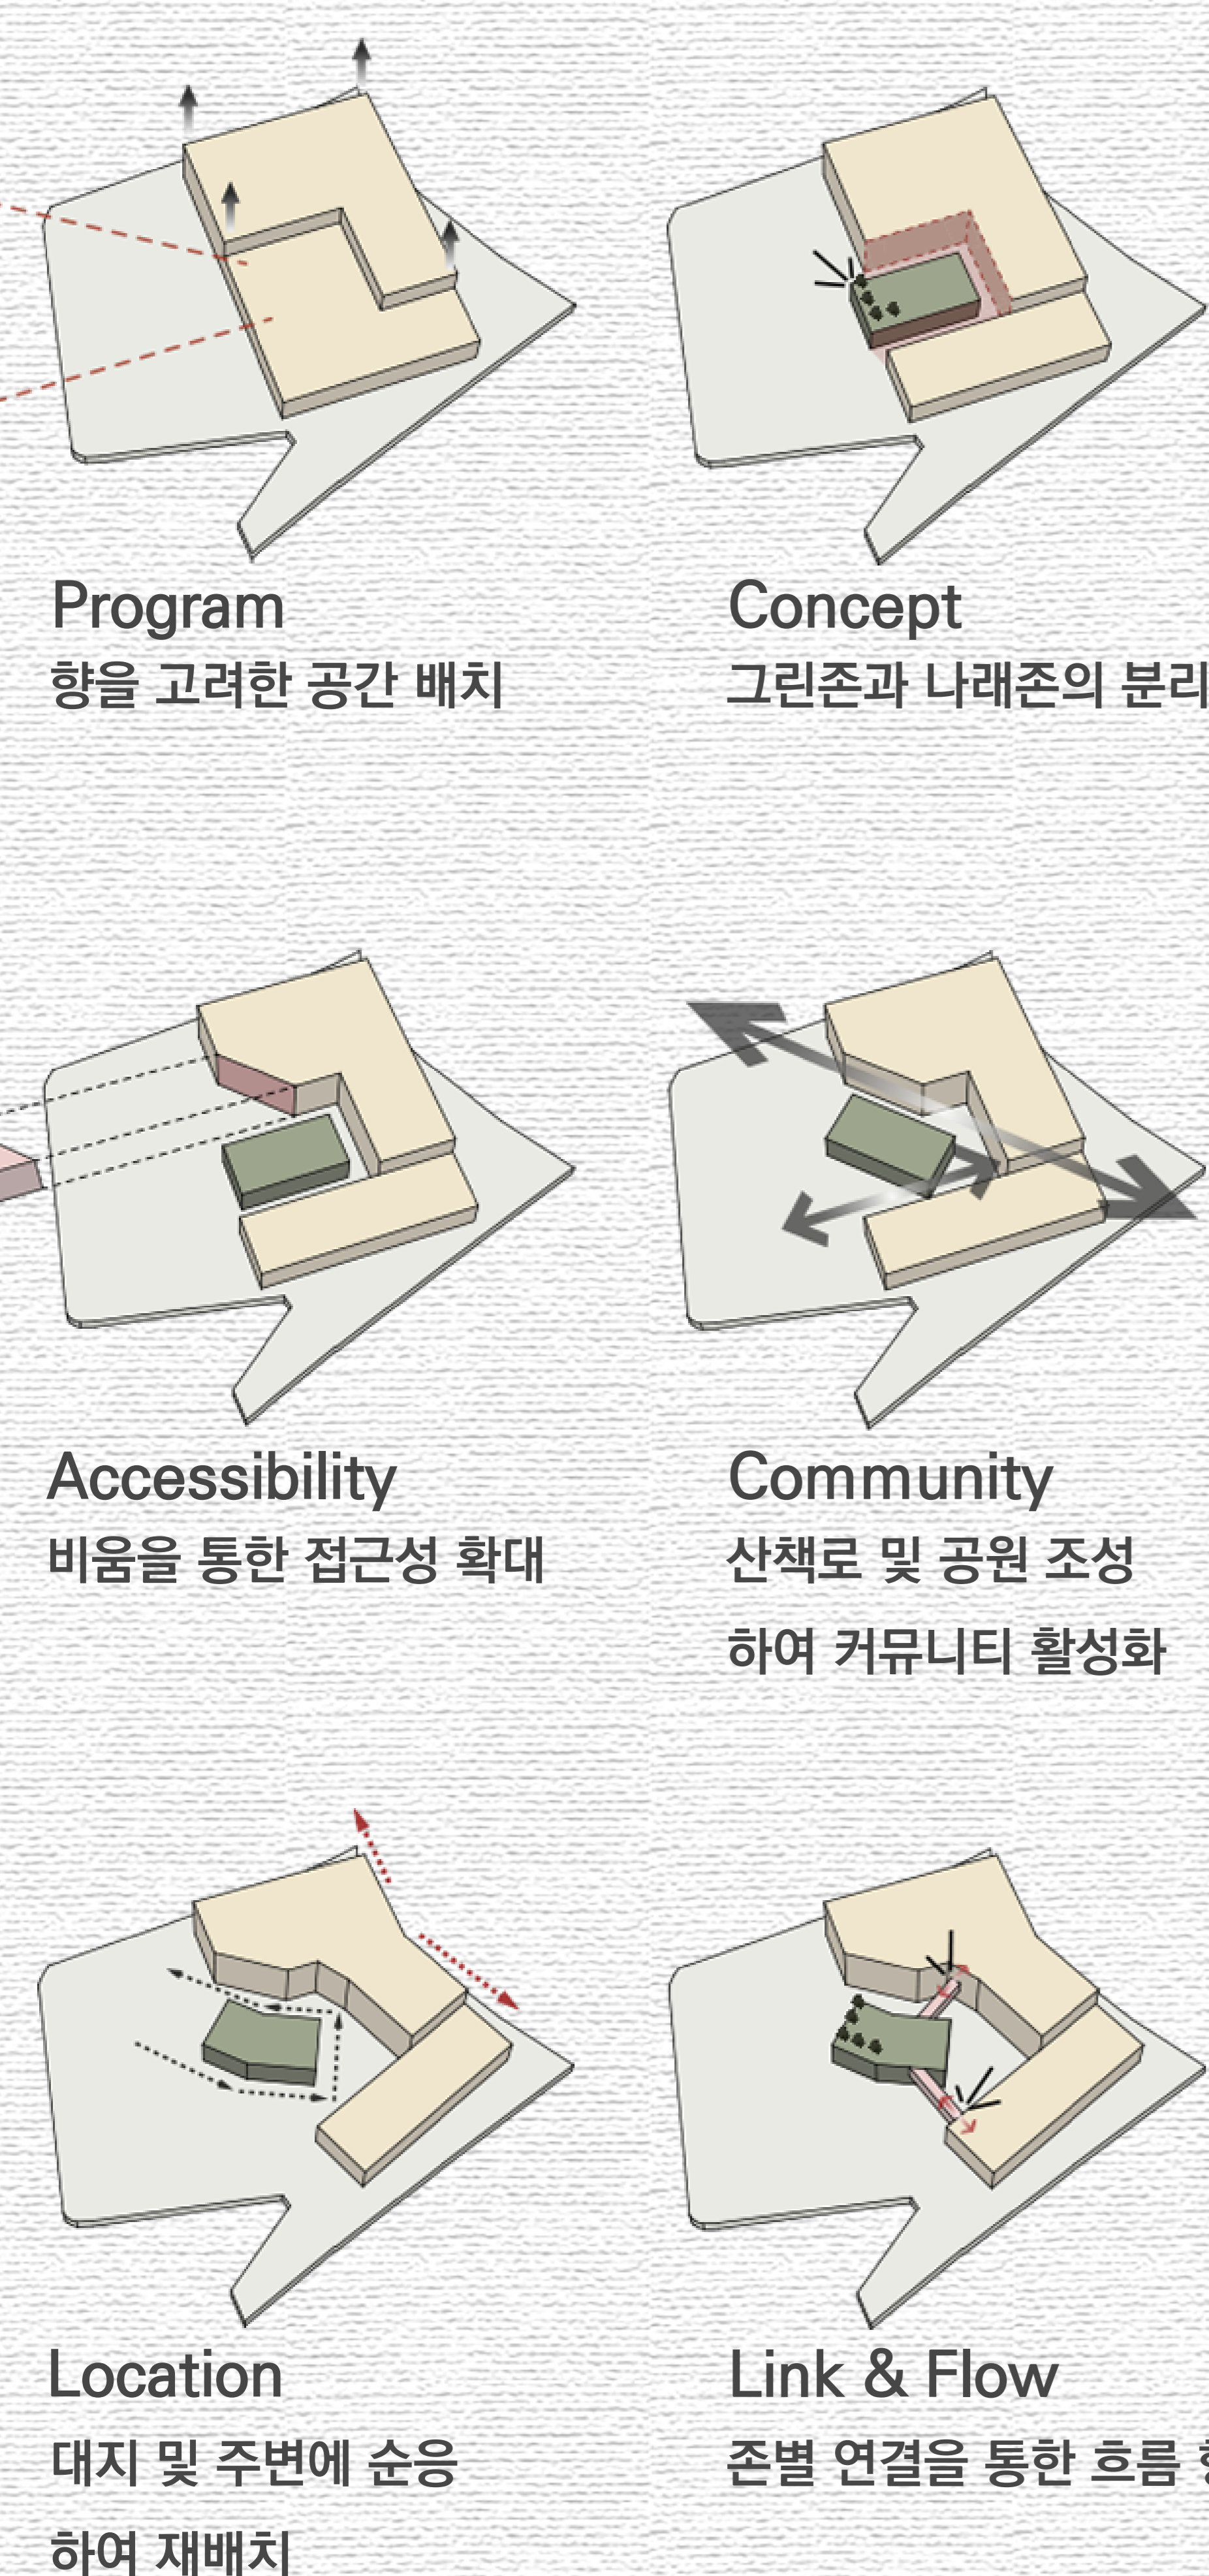 Program
향을 고려한 공간 배치
Concept
그린존과 나래존의 분리
Accessibility
비움을 통한 접근성 확대
Community
산책로 및 공원 조성
하여 커뮤니티 활성화
Location
대지 및 주변에 순응
하여 재배치
Link & Flow
존별 연결을 통한 흐름